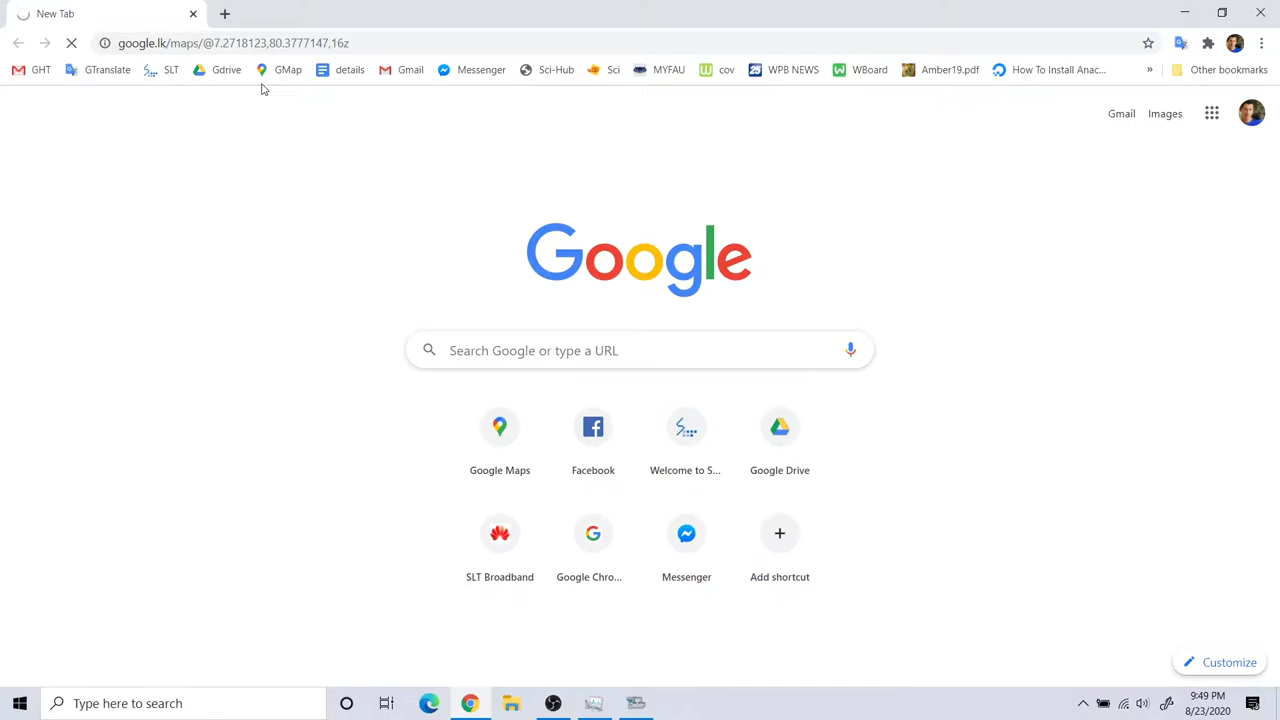 New Tab
google.lk/maps/@7.2718123,80.3777147,16z
GHT GTranslate SLT Gdrive GMap details Gmail Messenger Sci-Hub Sci MYFAU cov WPB NEWS WBoard Amber19.pdf How To Install Anac... » Other bookmarks
Gmail Images
Google
Search Google or type a URL
Google Maps Facebook Welcome to S... Google Drive
SLT Broadband Google Chro... Messenger Add shortcut
Customize
Type here to search
9:49 PM
8/23/2020